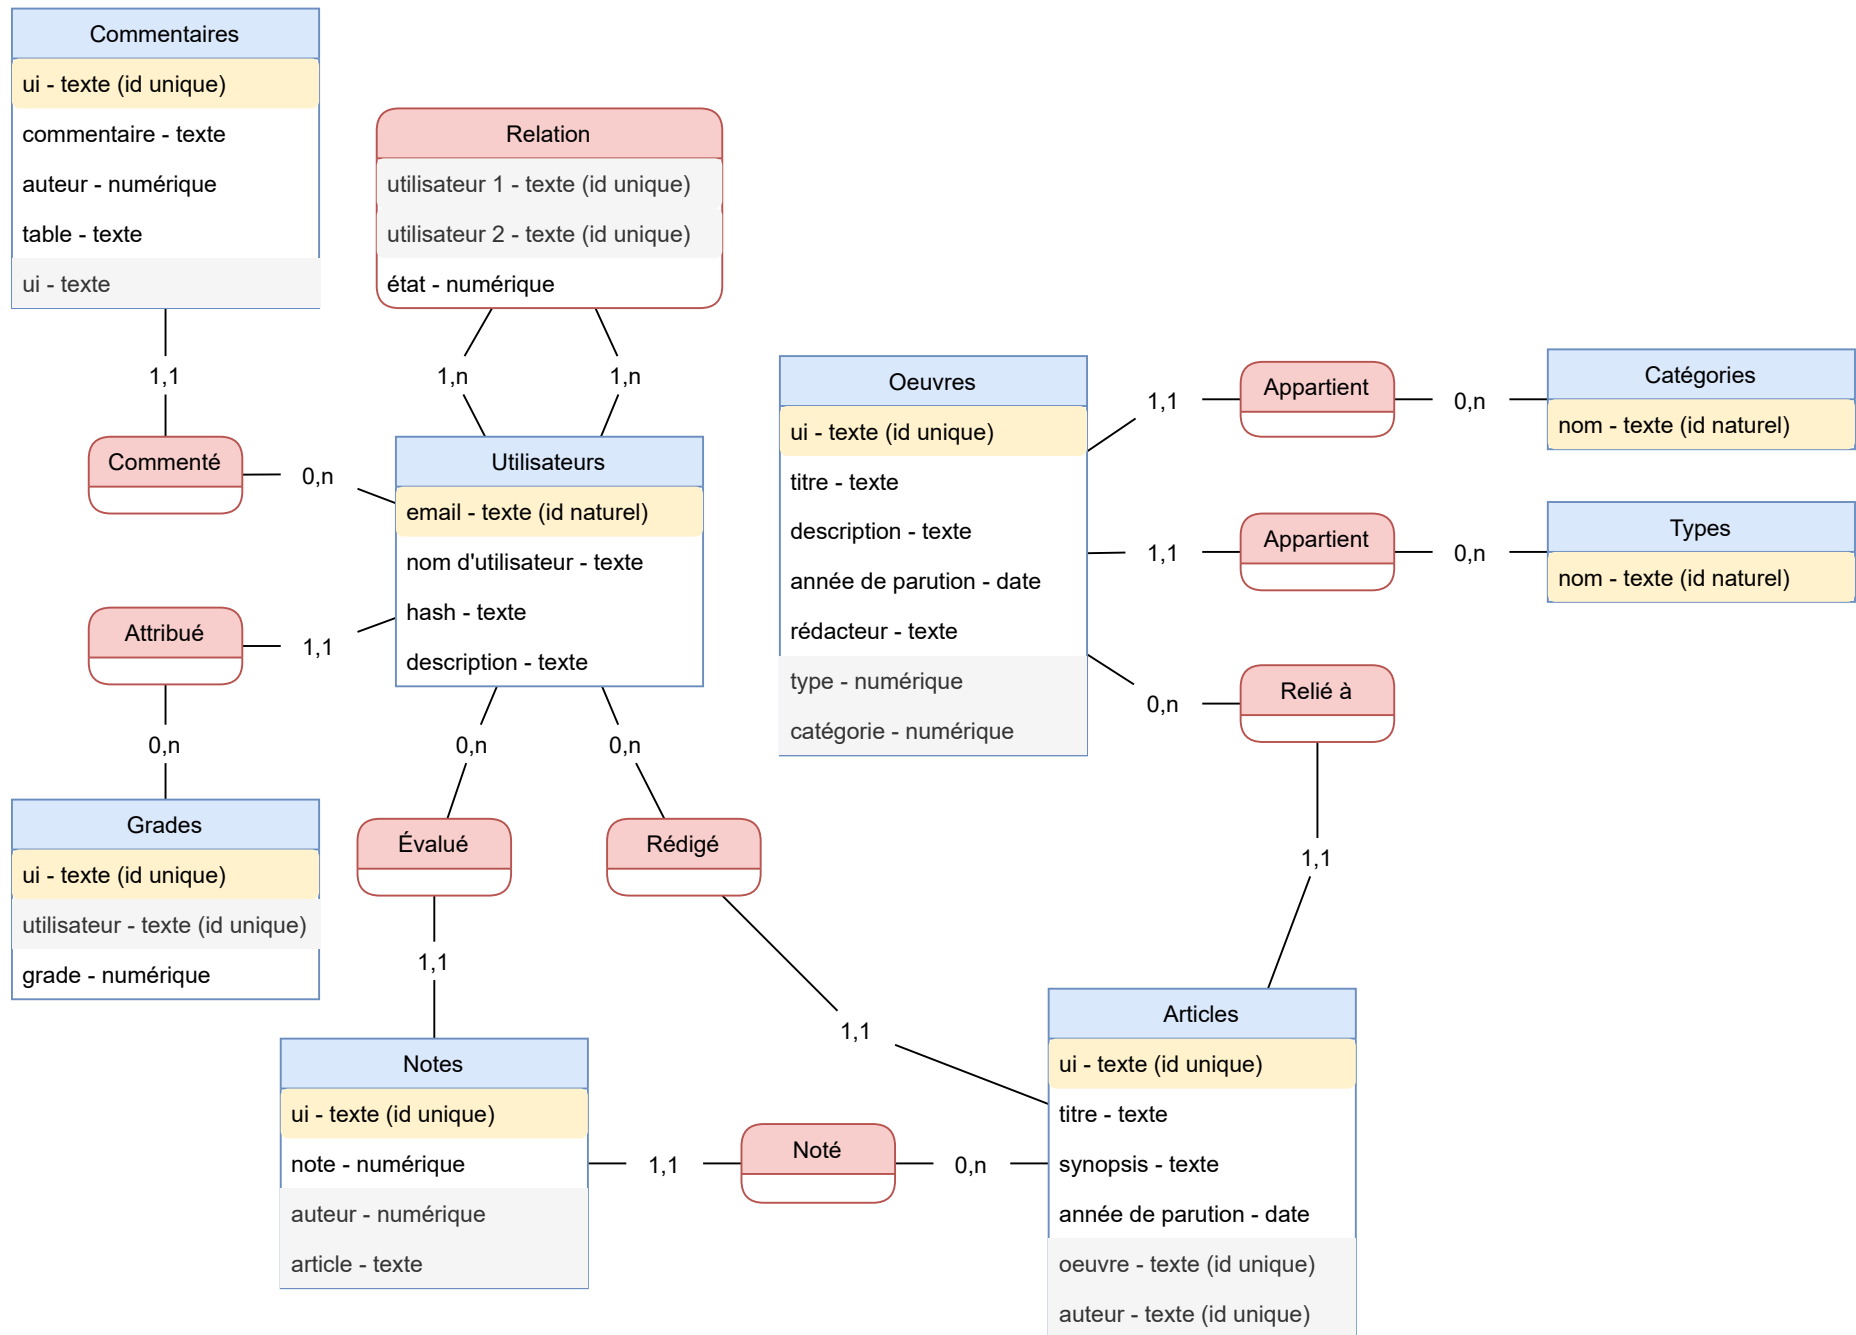 Commentaires
ui - texte (id unique)
commentaire - texte
auteur - numérique
table - texte
ui - texte
Relation
utilisateur 1 - texte (id unique)
utilisateur 2 - texte (id unique)
état - numérique
1,1
1,n
1,n
Commenté
0,n
Utilisateurs
email - texte (id naturel)
nom d'utilisateur - texte
hash - texte
description - texte
Attribué
1,1
0,n
0,n
0,n
Grades
ui - texte (id unique)
utilisateur - texte (id unique)
grade - numérique
Évalué
Rédigé
1,1
1,1
Oeuvres
ui - texte (id unique)
titre - texte
description - texte
année de parution - date
rédacteur - texte
type - numérique
catégorie - numérique
1,1
Appartient
0,n
Catégories
nom - texte (id naturel)
1,1
Appartient
0,n
Types
nom - texte (id naturel)
0,n
Relié à
1,1
Notes
ui - texte (id unique)
note - numérique
auteur - numérique
article - texte
1,1
Noté
0,n
Articles
ui - texte (id unique)
titre - texte
synopsis - texte
année de parution - date
oeuvre - texte (id unique)
auteur - texte (id unique)